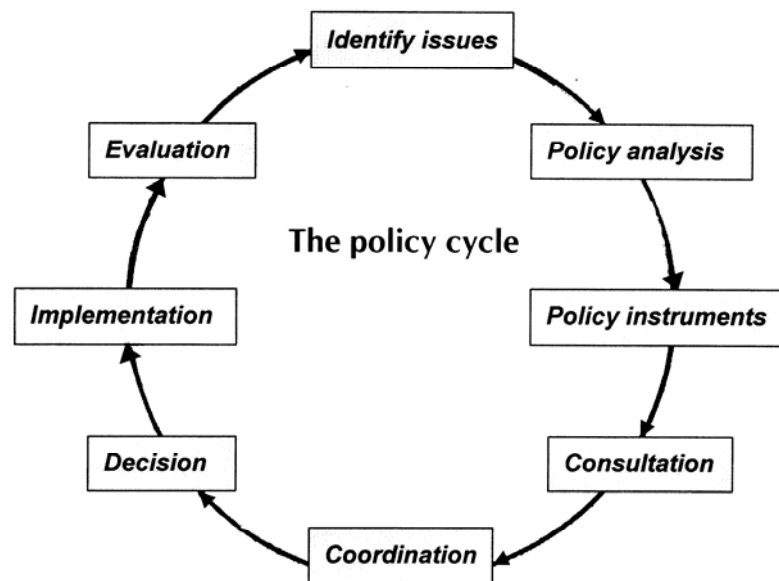 Identify issues
Evaluation
Policy analysis
The policy cycle
Implementation
Policy instruments
Decision
Consultation
Coordination